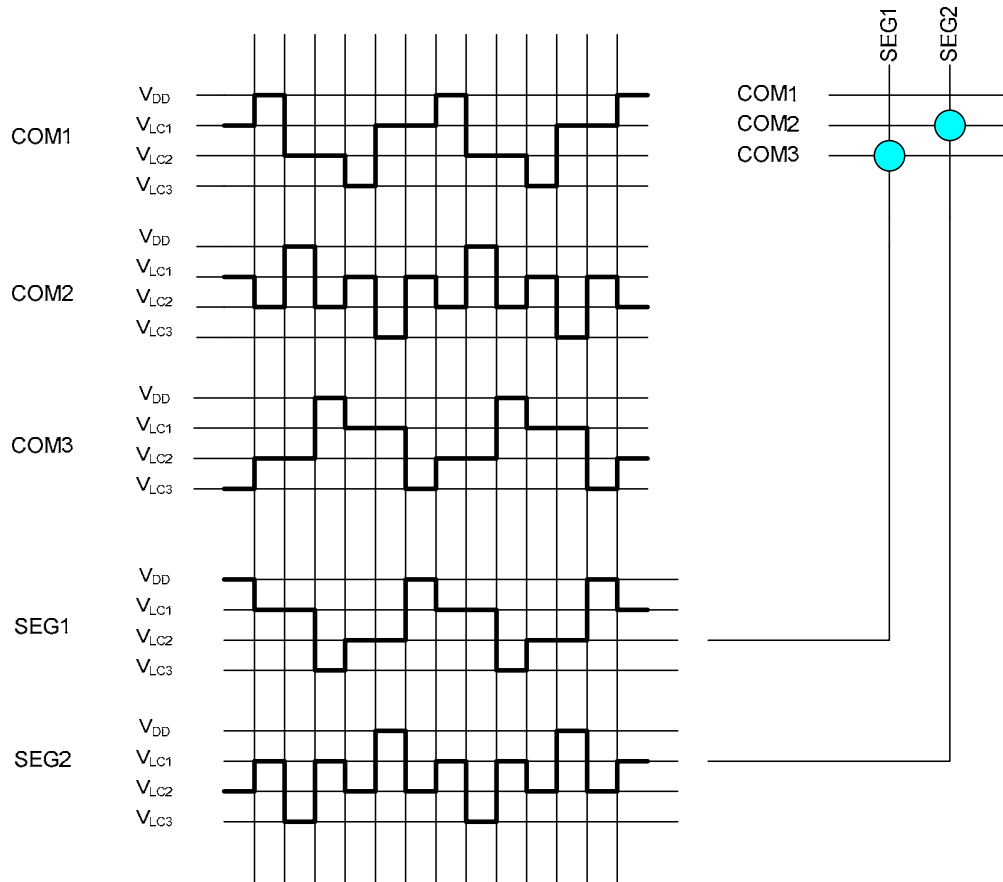 SEG1
SEG2
COM1
VDD
VLC1
VLC2
VLC3
COM1
COM2
COM3
COM2
VDD
VLC1
VLC2
VLC3
COM3
VDD
VLC1
VLC2
VLC3
SEG1
VDD
VLC1
VLC2
VLC3
SEG2
VDD
VLC1
VLC2
VLC3